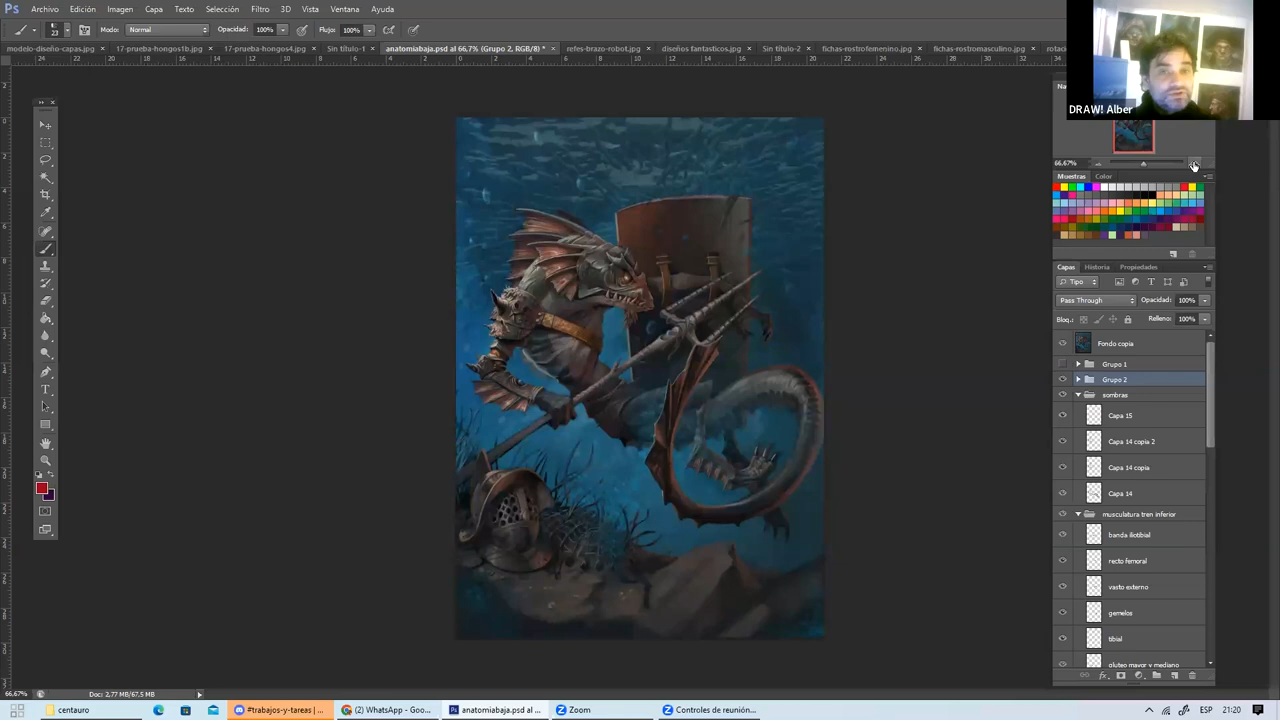 Ps Archivo Edición Imagen Capa Texto Selección Filtro 3D Vista Ventana Ayuda
23 Modo: Normal Opacidad: 100% Flujo: 100%
modelo-diseño-capas.jpg × 17-prueba-hongos1b.jpg × 17-prueba-hongos4.jpg × Sin título-1 × anatomiabaja.psd al 66,7% (Grupo 2, RGB/8) * × refes-brazo-robot.jpg × diseños fantasticos.jpg × Sin título-2 × fichas-rostrofemenino.jpg × fichas-rostromasculino.jpg ×
DRAW! Alber
66.67%
Muestras Color
Capas Historia Propiedades
Tipo
Pass Through Opacidad: 100%
Bloq.: Relleno: 100%
Fondo copia
Grupo 1
Grupo 2
sombras
Capa 15
Capa 14 copia 2
Capa 14 copia
Capa 14
musculatura tren inferior
banda iliotibial
recto femoral
vasto externo
gemelos
tibial
gluteo mayor y mediano
66.67% Doc: 2,77 MB/67,5 MB
centauro #trabajos-y-tareas | ... (2) WhatsApp - Goo... anatomiabaja.psd al ... Zoom Controles de reunión... ESP 21:20